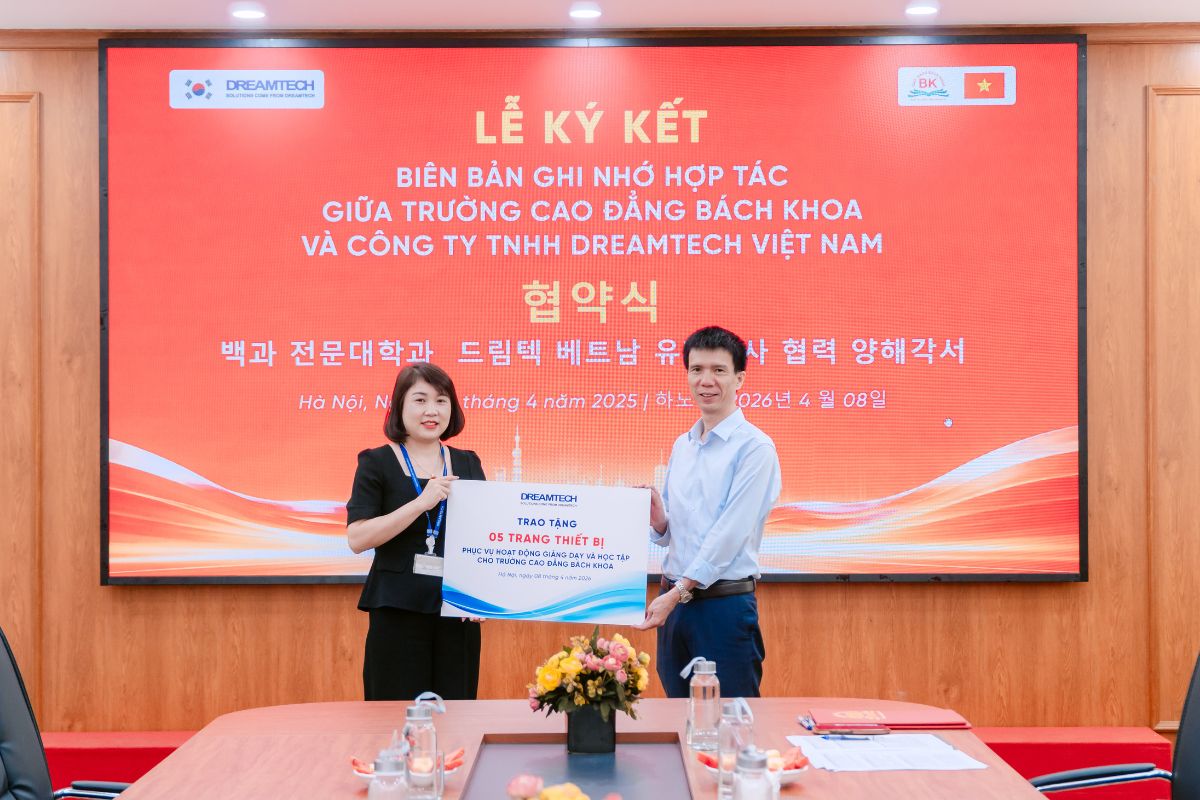 DREAMTECH
SOLUTIONS COME FROM DREAMTECH
BK
LỄ KÝ KẾT
BIÊN BẢN GHI NHỚ HỢP TÁC
GIỮA TRƯỜNG CAO ĐẲNG BÁCH KHOA
VÀ CÔNG TY TNHH DREAMTECH VIỆT NAM
협약식
백과 전문대학과 드림텍 베트남 협력 양해각서
Hà Nội, tháng 4 năm 2025 | 2026년 4 월 08일
DREAMTECH
SOLUTIONS COME FROM DREAMTECH
TRAO TẶNG
05 TRANG THIẾT BỊ
PHỤC VỤ HOẠT ĐỘNG GIẢNG DẠY VÀ HỌC TẬP
CHO TRƯỜNG CAO ĐẲNG BÁCH KHOA
Hà Nội, ngày 08 tháng 4 năm 2026